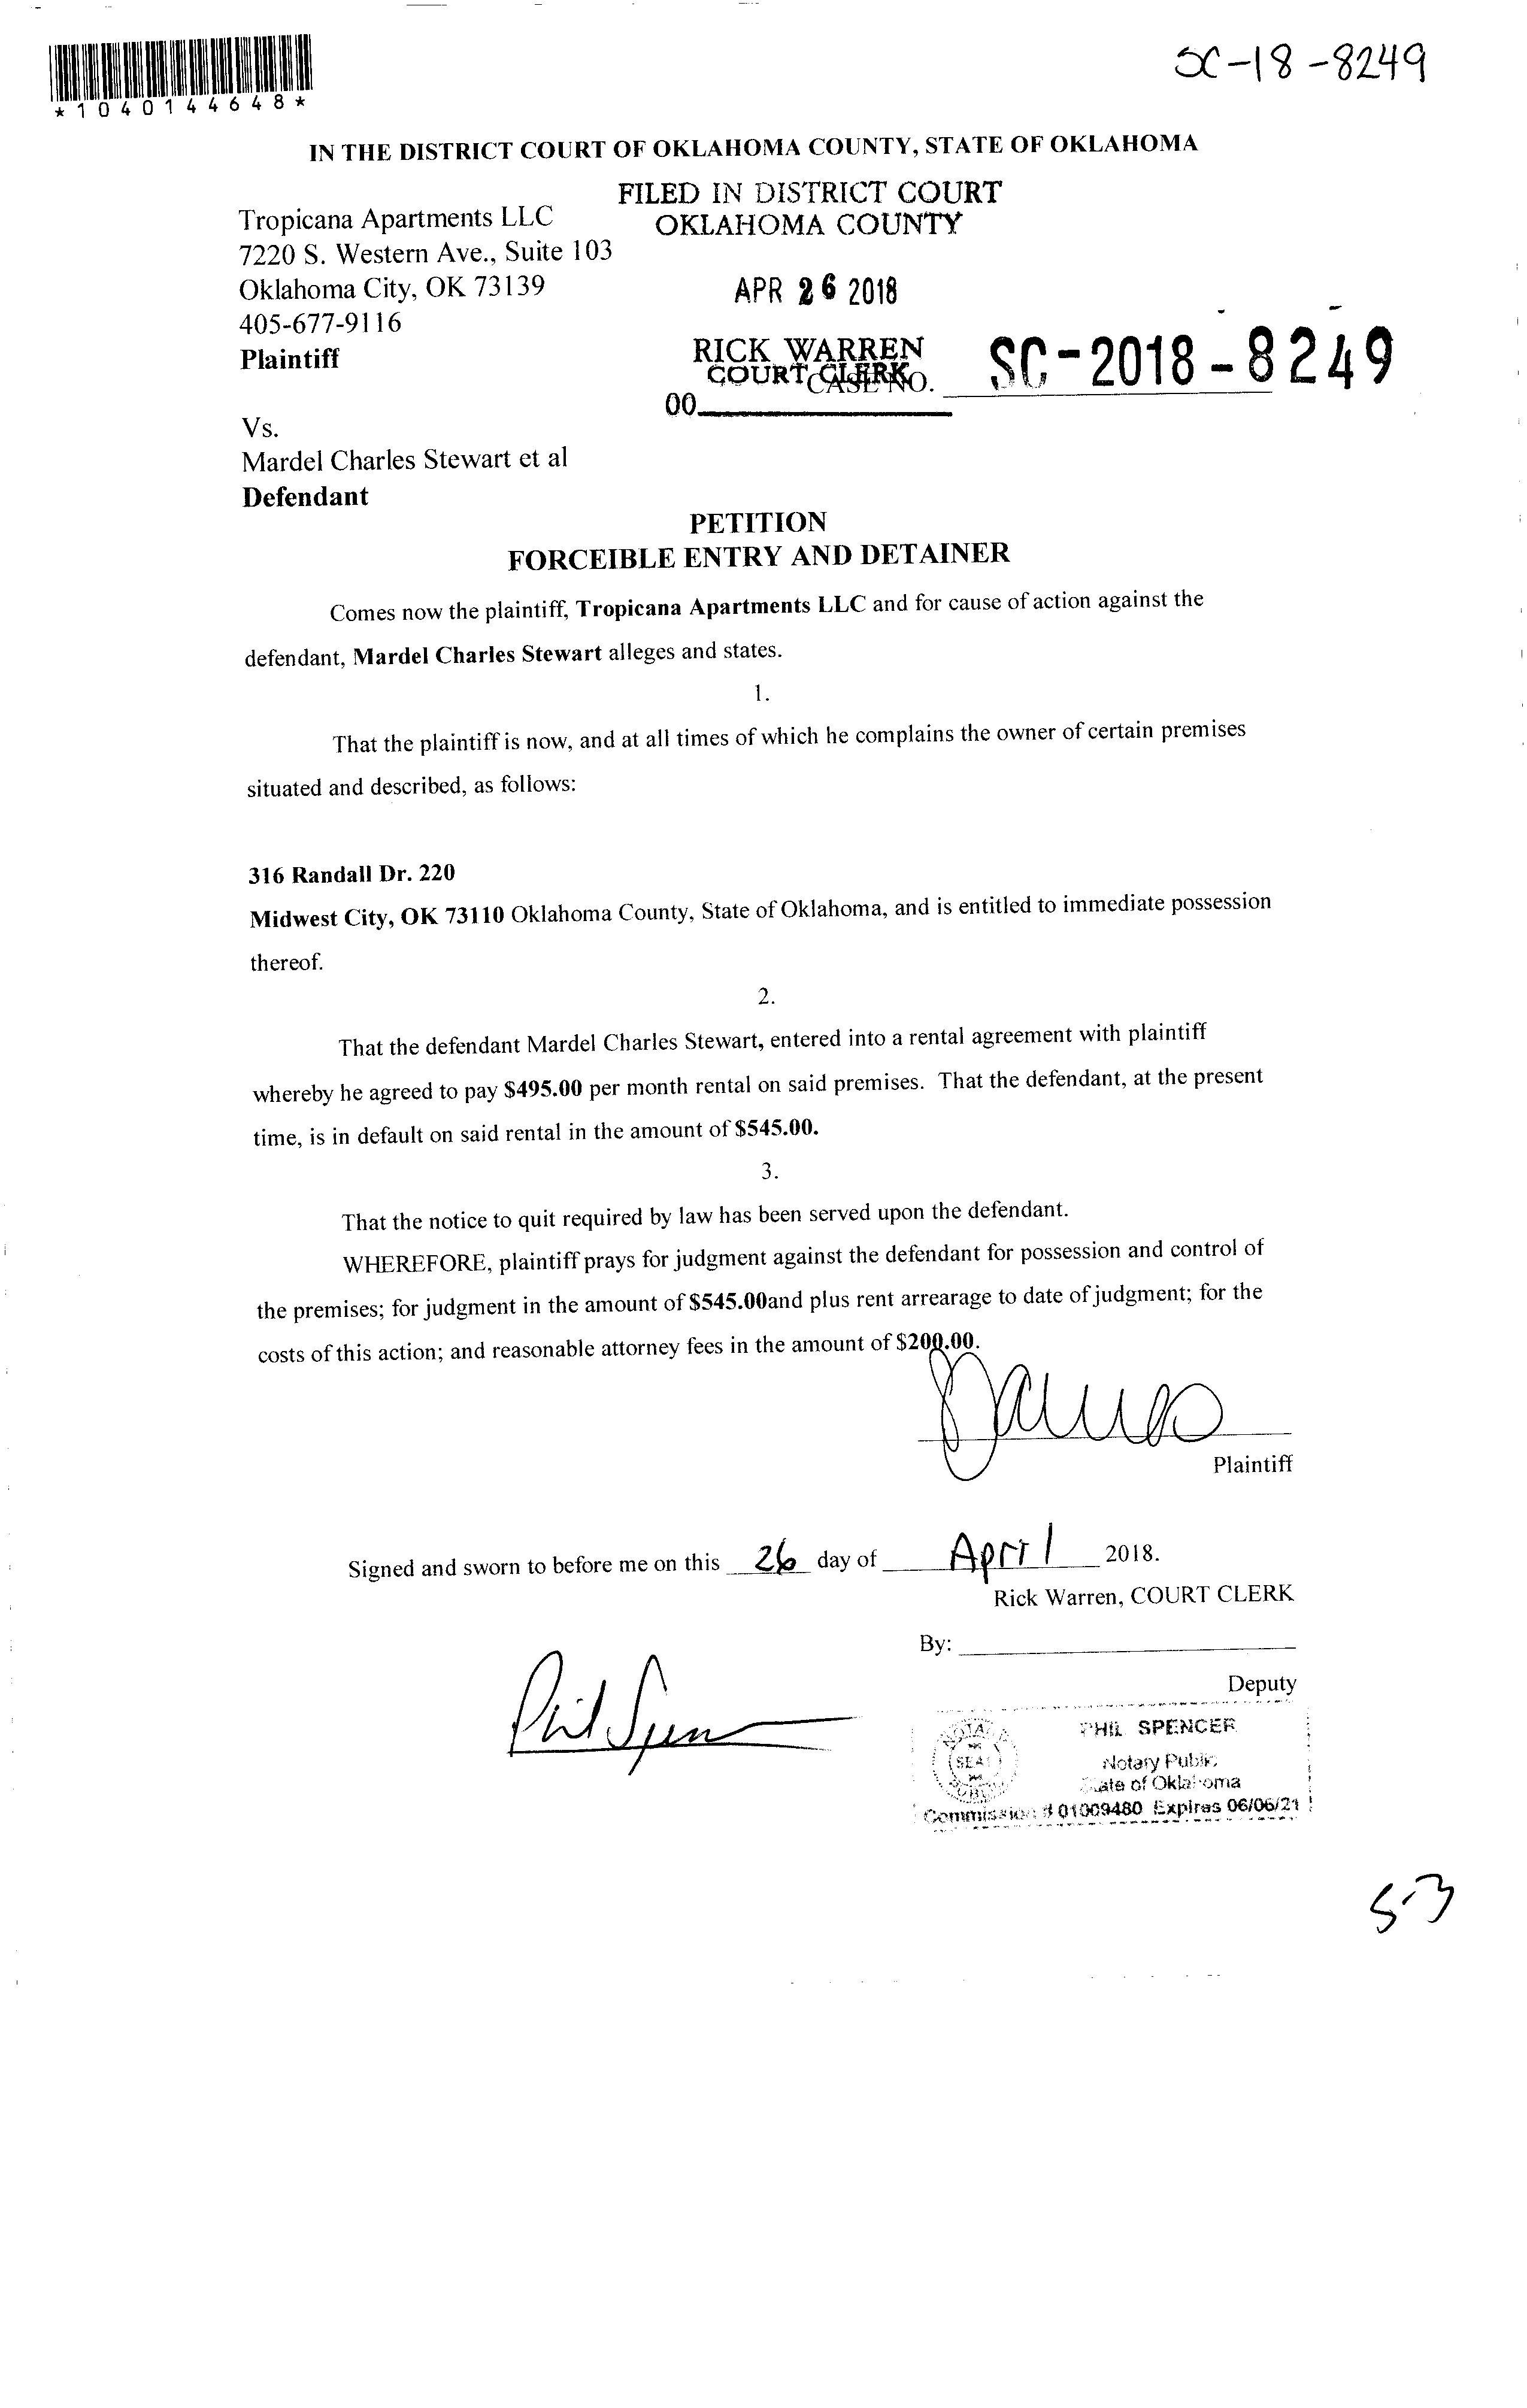 *1040144648*
SC-18-8249
IN THE DISTRICT COURT OF OKLAHOMA COUNTY, STATE OF OKLAHOMA
FILED IN DISTRICT COURT
OKLAHOMA COUNTY
APR 26 2018
RICK WARREN
COURT CLERK
00
Tropicana Apartments LLC
7220 S. Western Ave., Suite 103
Oklahoma City, OK 73139
405-677-9116
Plaintiff
CASE NO. SC-2018-8249
Vs.
Mardel Charles Stewart et al
Defendant
PETITION
FORCEIBLE ENTRY AND DETAINER
Comes now the plaintiff, Tropicana Apartments LLC and for cause of action against the
defendant, Mardel Charles Stewart alleges and states.
1.
That the plaintiff is now, and at all times of which he complains the owner of certain premises
situated and described, as follows:
316 Randall Dr. 220
Midwest City, OK 73110 Oklahoma County, State of Oklahoma, and is entitled to immediate possession
thereof.
2.
That the defendant Mardel Charles Stewart, entered into a rental agreement with plaintiff
whereby he agreed to pay $495.00 per month rental on said premises. That the defendant, at the present
time, is in default on said rental in the amount of $545.00.
3.
That the notice to quit required by law has been served upon the defendant.
WHEREFORE, plaintiff prays for judgment against the defendant for possession and control of
the premises; for judgment in the amount of $545.00and plus rent arrearage to date of judgment; for the
costs of this action; and reasonable attorney fees in the amount of $200.00.
Plaintiff
Signed and sworn to before me on this 26 day of April 2018.
Rick Warren, COURT CLERK
By:
Deputy
Phil Spencer
PHIL SPENCER
Notary Public
State of Oklahoma
Commission # 01009480 Expires 06/06/21
NOTARY
SEAL
PUBLIC
5-3